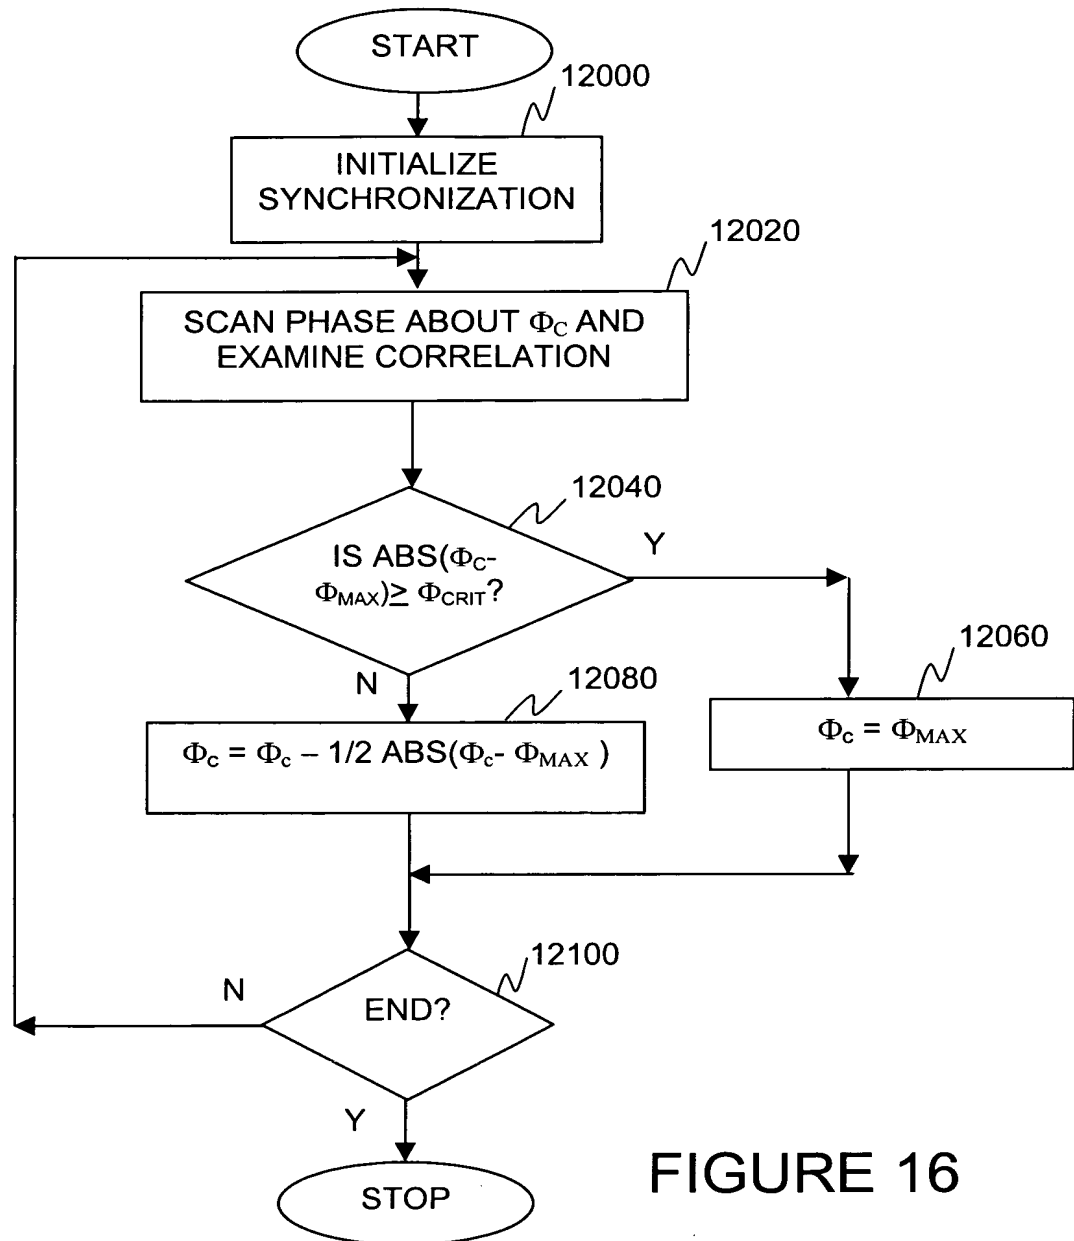 START
12000
INITIALIZE
SYNCHRONIZATION
12020
SCAN PHASE ABOUT ΦC AND
EXAMINE CORRELATION
12040
IS ABS(ΦC-
ΦMAX)≥ ΦCRIT?
Y
N
12060
Φc = ΦMAX
12080
Φc = Φc – 1/2 ABS(Φc- ΦMAX )
12100
END?
N
Y
STOP
FIGURE 16